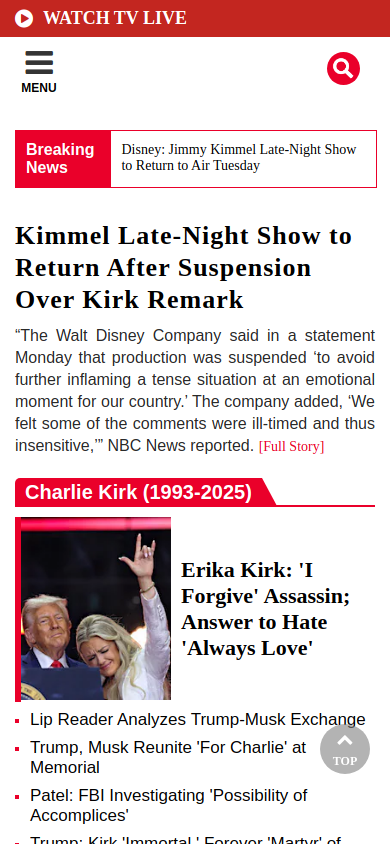 WATCH TV LIVE
MENU
Breaking
News
Disney: Jimmy Kimmel Late-Night Show
to Return to Air Tuesday
Kimmel Late-Night Show to
Return After Suspension
Over Kirk Remark
“The Walt Disney Company said in a statement
Monday that production was suspended ‘to avoid
further inflaming a tense situation at an emotional
moment for our country.’ The company added, ‘We
felt some of the comments were ill-timed and thus
insensitive,’” NBC News reported. [Full Story]
Charlie Kirk (1993-2025)
Erika Kirk: 'I
Forgive' Assassin;
Answer to Hate
'Always Love'
Lip Reader Analyzes Trump-Musk Exchange
Trump, Musk Reunite 'For Charlie' at
Memorial
TOP
Patel: FBI Investigating 'Possibility of
Accomplices'
Trump: Kirk 'Immortal,' Forever 'Martyr' of